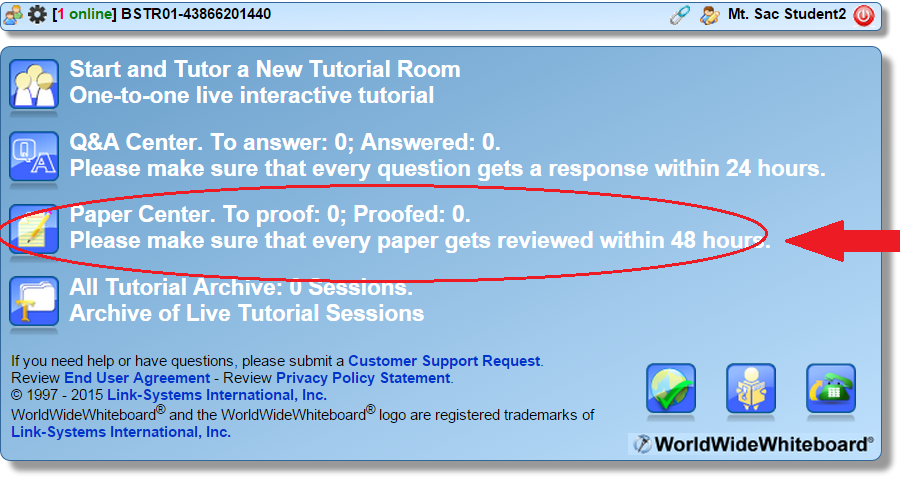 [1 online] BSTR01-43866201440 Mt. Sac Student2
Start and Tutor a New Tutorial Room
One-to-one live interactive tutorial
Q&A Center. To answer: 0; Answered: 0.
Please make sure that every question gets a response within 24 hours.
Paper Center. To proof: 0; Proofed: 0.
Please make sure that every paper gets reviewed within 48 hours.
All Tutorial Archive: 0 Sessions.
Archive of Live Tutorial Sessions
If you need help or have questions, please submit a Customer Support Request.
Review End User Agreement - Review Privacy Policy Statement.
© 1997 - 2015 Link-Systems International, Inc.
WorldWideWhiteboard® and the WorldWideWhiteboard® logo are registered trademarks of
Link-Systems International, Inc.
WorldWideWhiteboard®